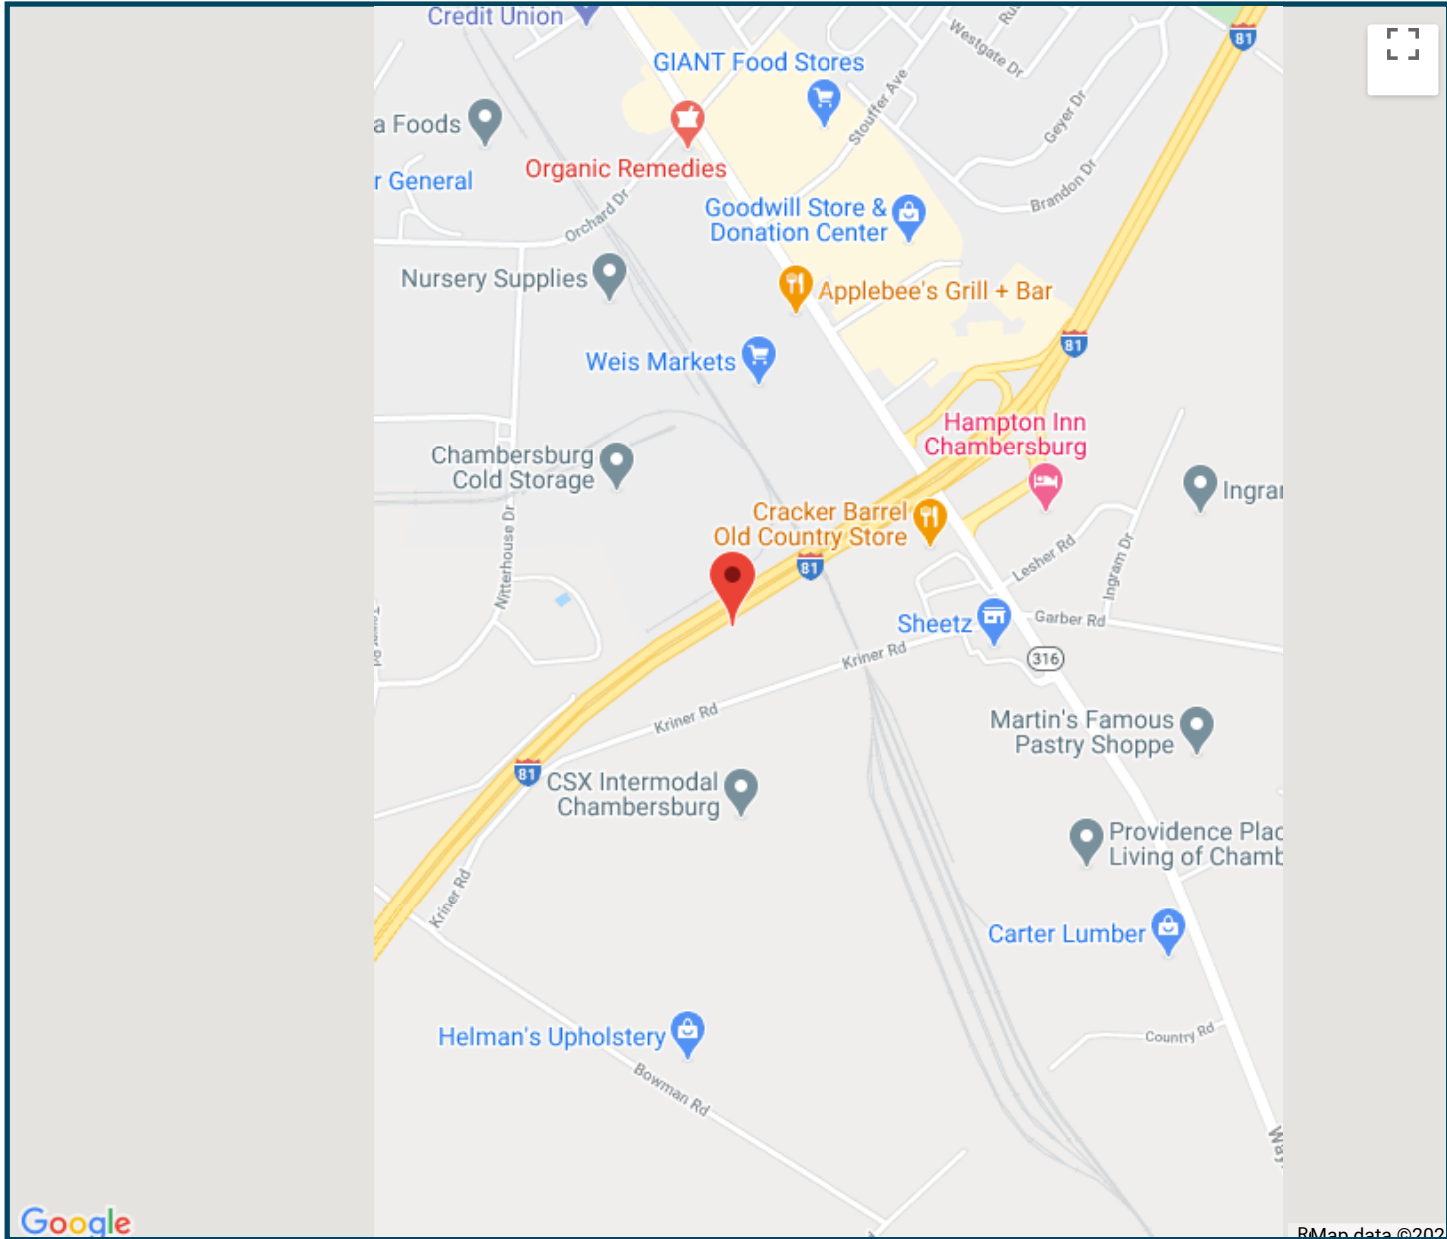 Credit Union
Westgate Dr
81
GIANT Food Stores
Stouffer Ave
Geyer Dr
a Foods
Organic Remedies
r General
Brandon Dr
Orchard Dr
Goodwill Store &
Donation Center
Nursery Supplies
Applebee's Grill + Bar
81
Weis Markets
Hampton Inn
Chambersburg
Chambersburg
Cold Storage
Cracker Barrel
Old Country Store
Nitterhouse Dr
81
Lesher Rd
Ingram Dr
Sheetz
Garber Rd
Kriner Rd
316
Kriner Rd
Martin's Famous
Pastry Shoppe
81
CSX Intermodal
Chambersburg
Providence Plac
Living of Chamb
Kriner Rd
Carter Lumber
Helman's Upholstery
Country Rd
Bowman Rd
Google
Map data ©202